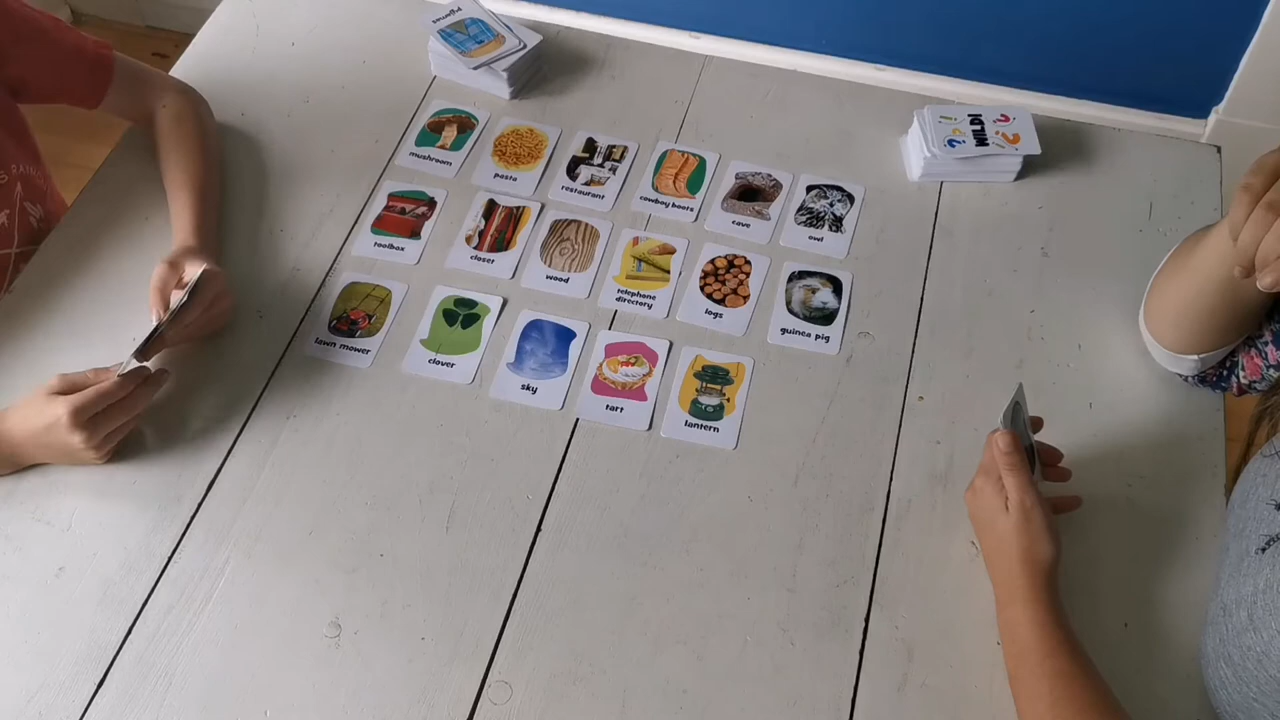 pajamas
WILD!
mushroom
pasta
restaurant
cowboy boots
cave
owl
toolbox
closet
wood
telephone
directory
logs
guinea pig
lawn mower
clover
sky
tart
lantern